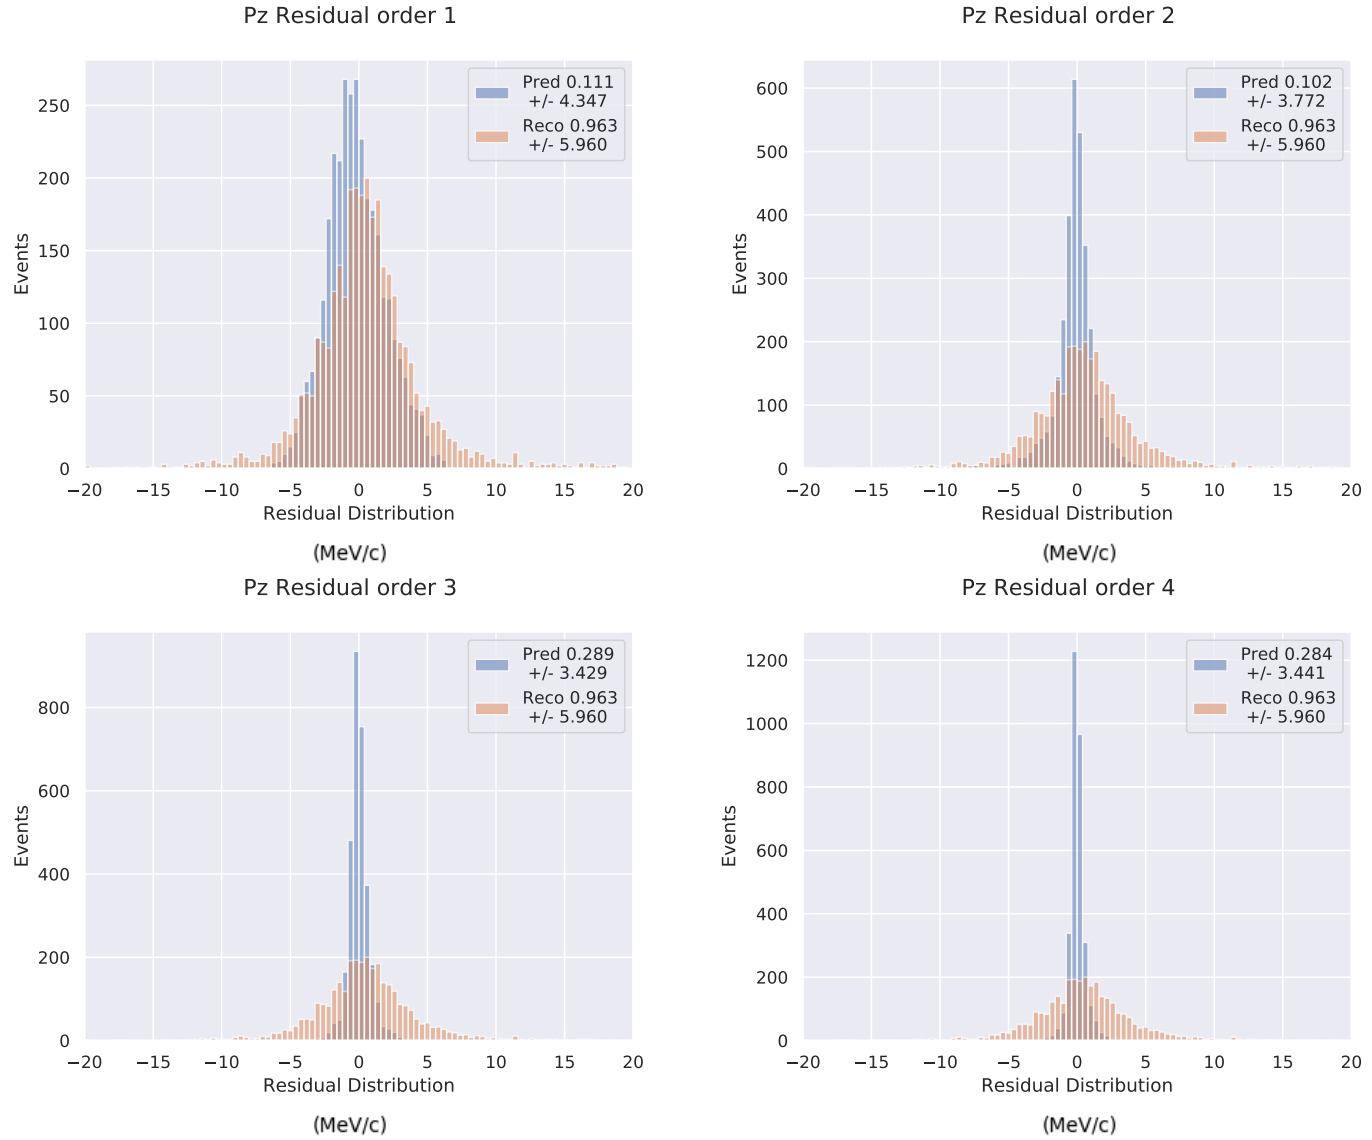 Pz Residual order 1
Pred 0.111
+/- 4.347
Reco 0.963
+/- 5.960
250
200
150
100
50
0
Events
−20 −15 −10 −5 0 5 10 15 20
Residual Distribution
(MeV/c)
Pz Residual order 2
Pred 0.102
+/- 3.772
Reco 0.963
+/- 5.960
600
500
400
300
200
100
0
Events
−20 −15 −10 −5 0 5 10 15 20
Residual Distribution
(MeV/c)
Pz Residual order 3
Pred 0.289
+/- 3.429
Reco 0.963
+/- 5.960
800
600
400
200
0
Events
−20 −15 −10 −5 0 5 10 15 20
Residual Distribution
(MeV/c)
Pz Residual order 4
Pred 0.284
+/- 3.441
Reco 0.963
+/- 5.960
1200
1000
800
600
400
200
0
Events
−20 −15 −10 −5 0 5 10 15 20
Residual Distribution
(MeV/c)